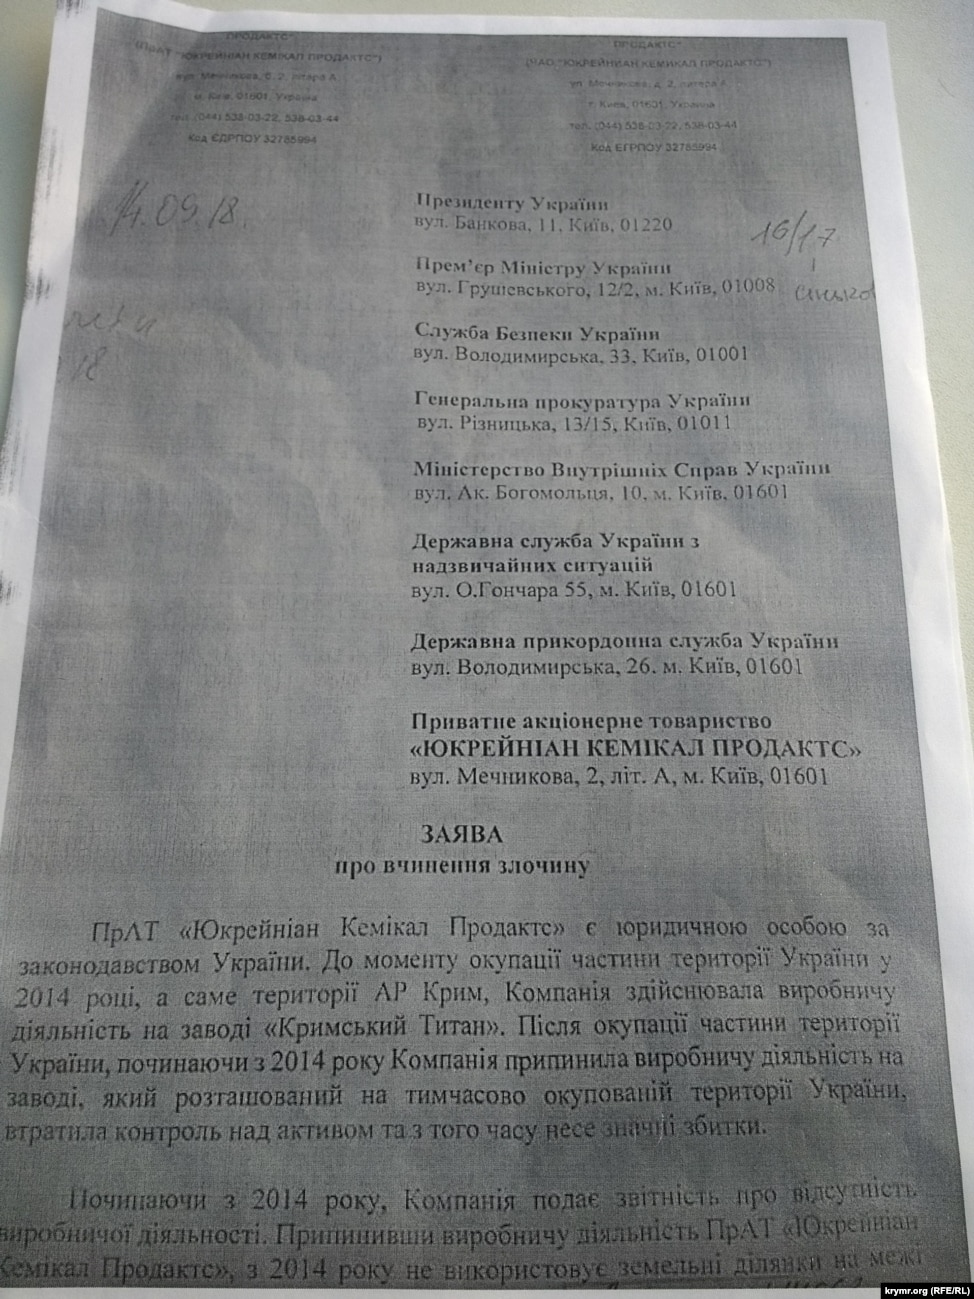 ПРОДАКТС"
(ПрАТ "ЮКРЕЙНІАН КЕМІКАЛ ПРОДАКТС")
вул. Мечникова, б. 2, літера А
м. Київ, 01601, Україна
тел. (044) 538-03-22, 538-03-44
Код ЄДРПОУ 32785994
ПРОДАКТС"
(ЧАО "ЮКРЕЙНИАН КЕМИКАЛ ПРОДАКТС")
ул. Мечникова, д. 2, литера А
г. Киев, 01601, Украина
тел. (044) 538-03-22, 538-03-44
Код ЕГРПОУ 32785994
14.09.18.
16/17
18
Президенту України
вул. Банкова, 11, Київ, 01220
Прем'єр Міністру України
вул. Грушевського, 12/2, м. Київ, 01008
Служба Безпеки України
вул. Володимирська, 33, Київ, 01001
Генеральна прокуратура України
вул. Різницька, 13/15, Київ, 01011
Міністерство Внутрішніх Справ України
вул. Ак. Богомольця, 10, м. Київ, 01601
Державна служба України з
надзвичайних ситуацій
вул. О.Гончара 55, м. Київ, 01601
Державна прикордонна служба України
вул. Володимирська, 26. м. Київ, 01601
Приватне акціонерне товариство
«ЮКРЕЙНІАН КЕМІКАЛ ПРОДАКТС»
вул. Мечникова, 2, літ. А, м. Київ, 01601
ЗАЯВА
про вчинення злочину
ПрАТ «Юкрейніан Кемікал Продактс» є юридичною особою за
законодавством України. До моменту окупації частини території України у
2014 році, а саме території АР Крим, Компанія здійснювала виробничу
діяльність на заводі «Кримський Титан». Після окупації частини території
України, починаючи з 2014 року Компанія припинила виробничу діяльність на
заводі, який розташований на тимчасово окупованій території України,
втратила контроль над активом та з того часу несе значні збитки.
Починаючи з 2014 року, Компанія подає звітність про відсутність
виробничої діяльності. Припинивши виробничу діяльність ПрАТ «Юкрейніан
Кемікал Продактс», з 2014 року не використовує земельні ділянки на межі
krymr.org (RFE/RL)